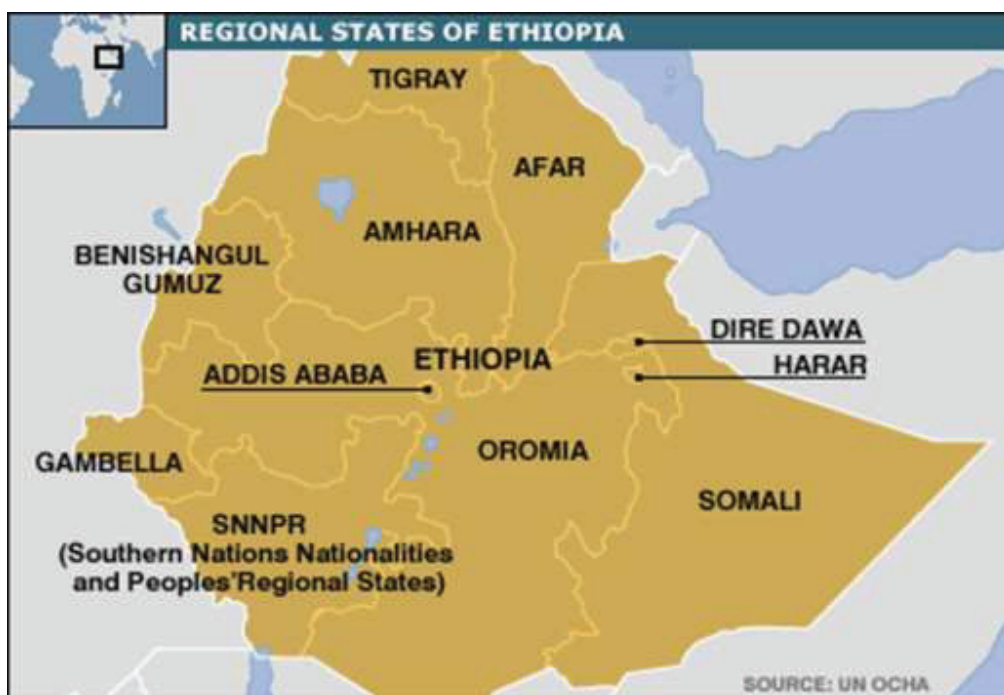 REGIONAL STATES OF ETHIOPIA
TIGRAY
AFAR
AMHARA
BENISHANGUL
GUMUZ
DIRE DAWA
ETHIOPIA
HARAR
ADDIS ABABA
OROMIA
GAMBELLA
SOMALI
SNNPR
(Southern Nations Nationalities
and Peoples'Regional States)
SOURCE: UN OCHA